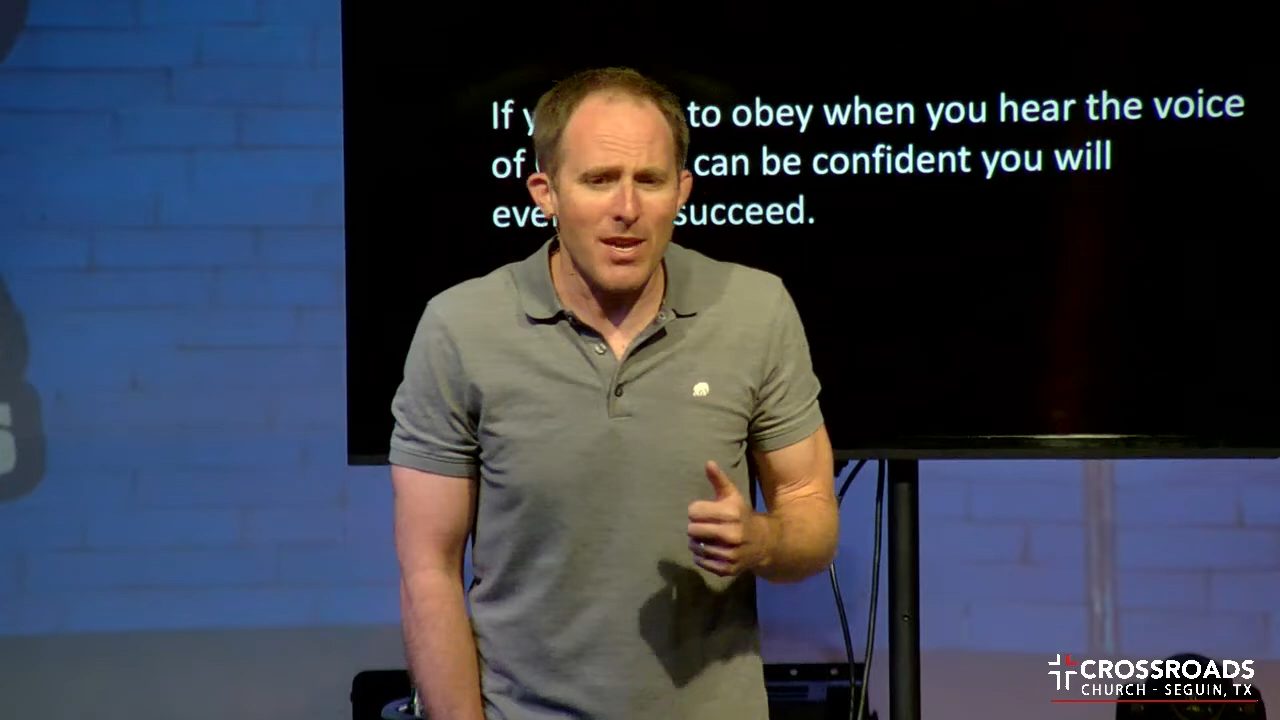 If y to obey when you hear the voice
of can be confident you will
eve succeed.
CROSSROADS
CHURCH - SEGUIN, TX